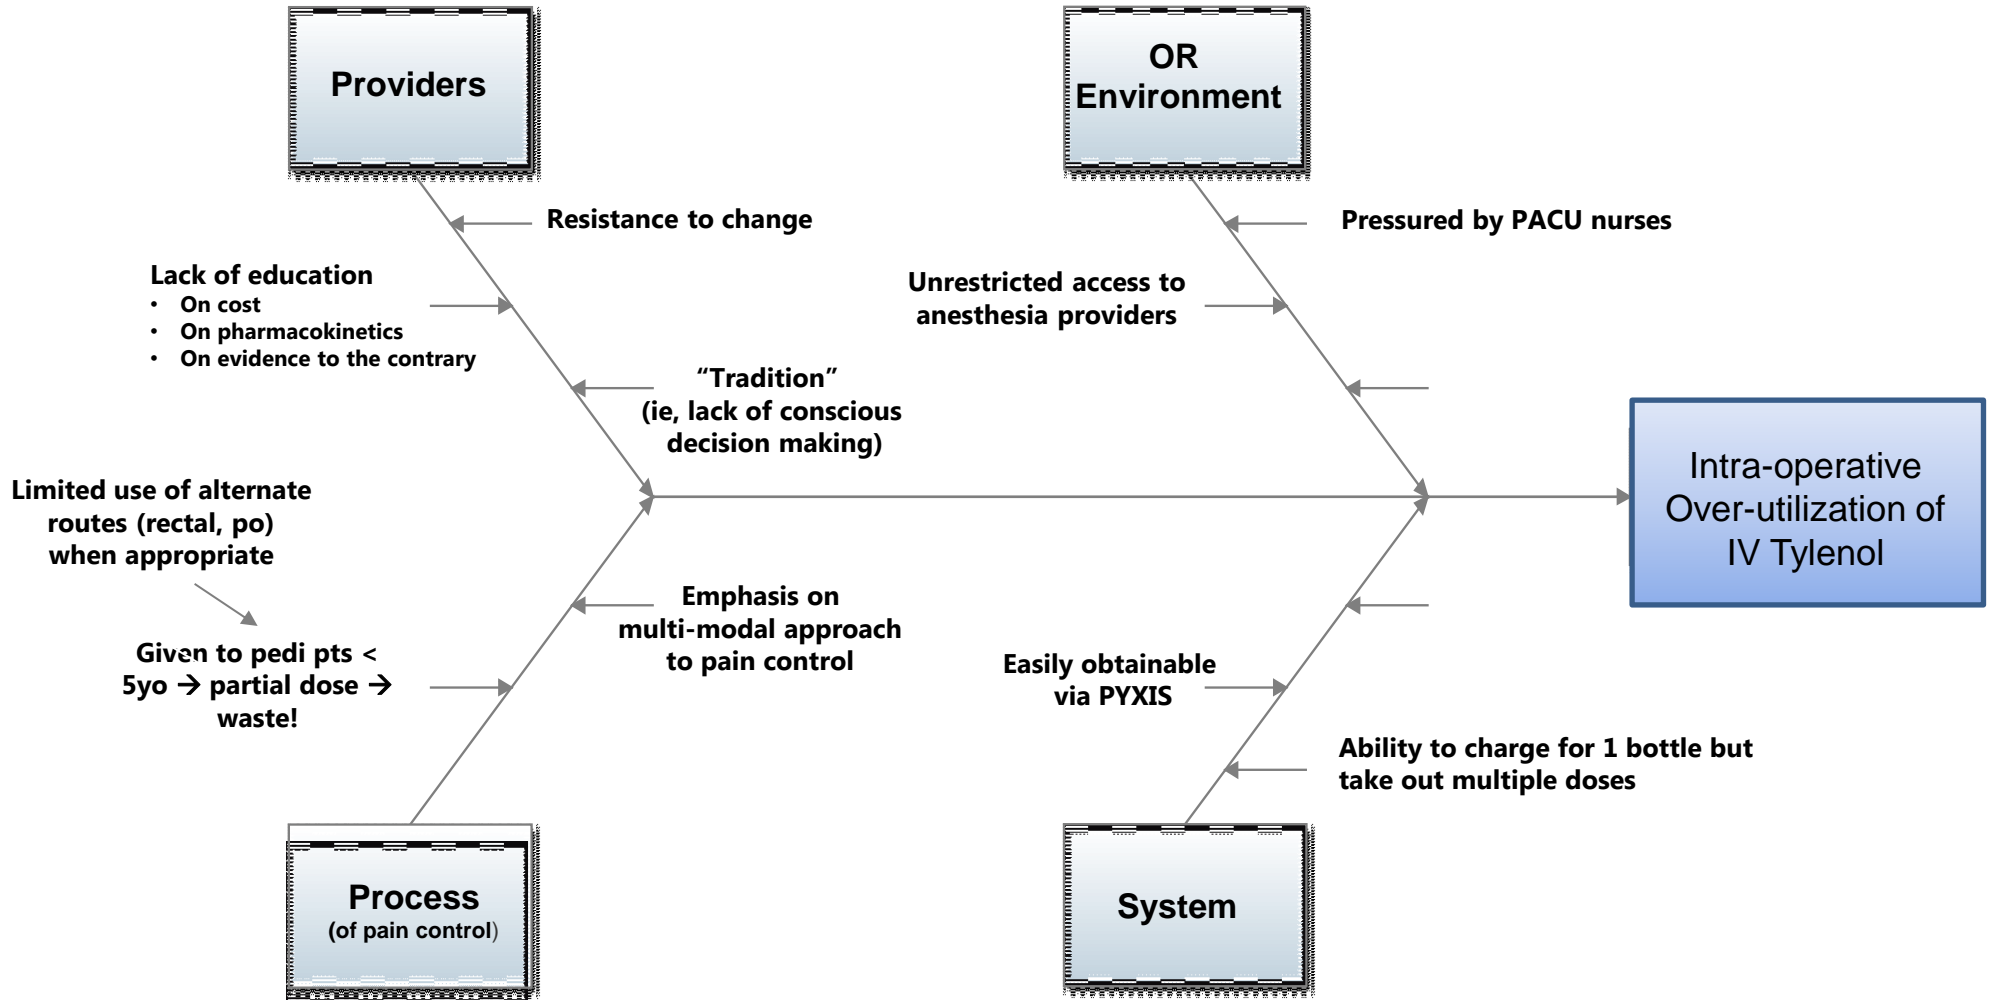 Providers
OR
Environment
Resistance to change
Pressured by PACU nurses
Lack of education
• On cost
• On pharmacokinetics
• On evidence to the contrary
Unrestricted access to
anesthesia providers
“Tradition”
(ie, lack of conscious
decision making)
Intra-operative
Over-utilization of
IV Tylenol
Limited use of alternate
routes (rectal, po)
when appropriate
Emphasis on
multi-modal approach
to pain control
Given to pedi pts <
5yo → partial dose →
waste!
Easily obtainable
via PYXIS
Ability to charge for 1 bottle but
take out multiple doses
Process
(of pain control)
System